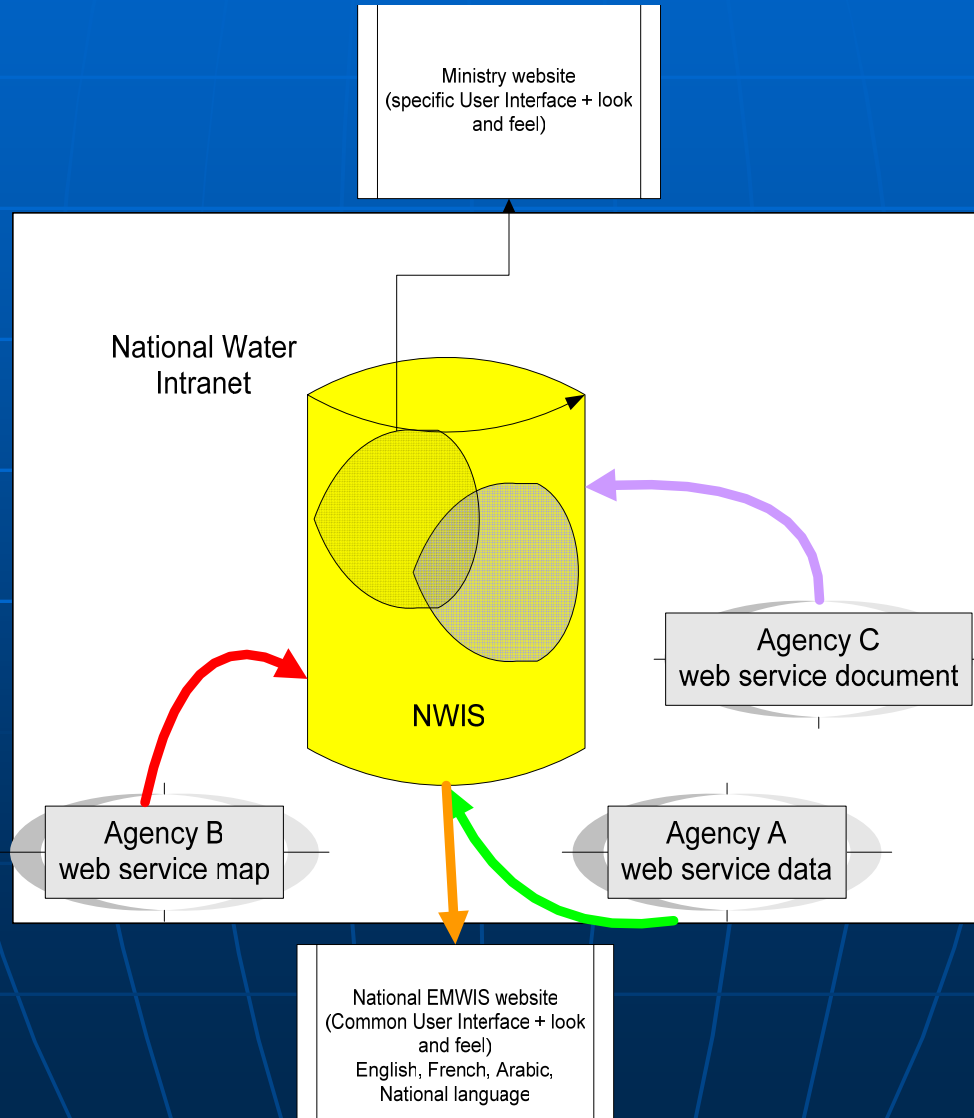 Ministry website
(specific User Interface + look
and feel)
National Water
Intranet
Agency C
web service document
NWIS
Agency B
web service map
Agency A
web service data
National EMWIS website
(Common User Interface + look
and feel)
English, French, Arabic,
National language